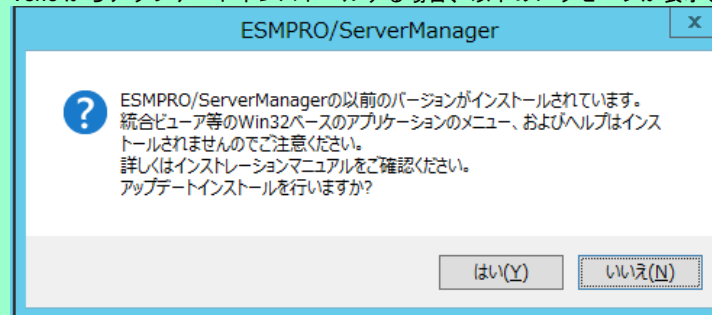 ESMPRO/ServerManager
x
ESMPRO/ServerManagerの以前のバージョンがインストールされています。
統合ビューア等のWin32ベースのアプリケーションのメニュー、およびヘルプはインス
トールされませんのでご注意ください。
詳しくはインストレーションマニュアルをご確認ください。
アップデートインストールを行いますか?
はい(Y)
いいえ(N)